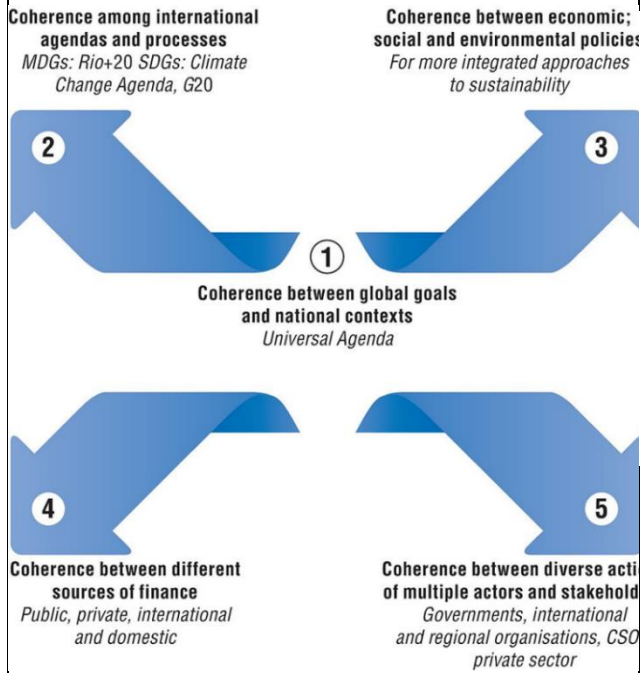 Coherence among international
agendas and processes
MDGs: Rio+20 SDGs: Climate
Change Agenda, G20
2
Coherence between economic;
social and environmental policies
For more integrated approaches
to sustainability
3
1
Coherence between global goals
and national contexts
Universal Agenda
4
Coherence between different
sources of finance
Public, private, international
and domestic
5
Coherence between diverse acti
of multiple actors and stakehold
Governments, international
and regional organisations, CSO
private sector